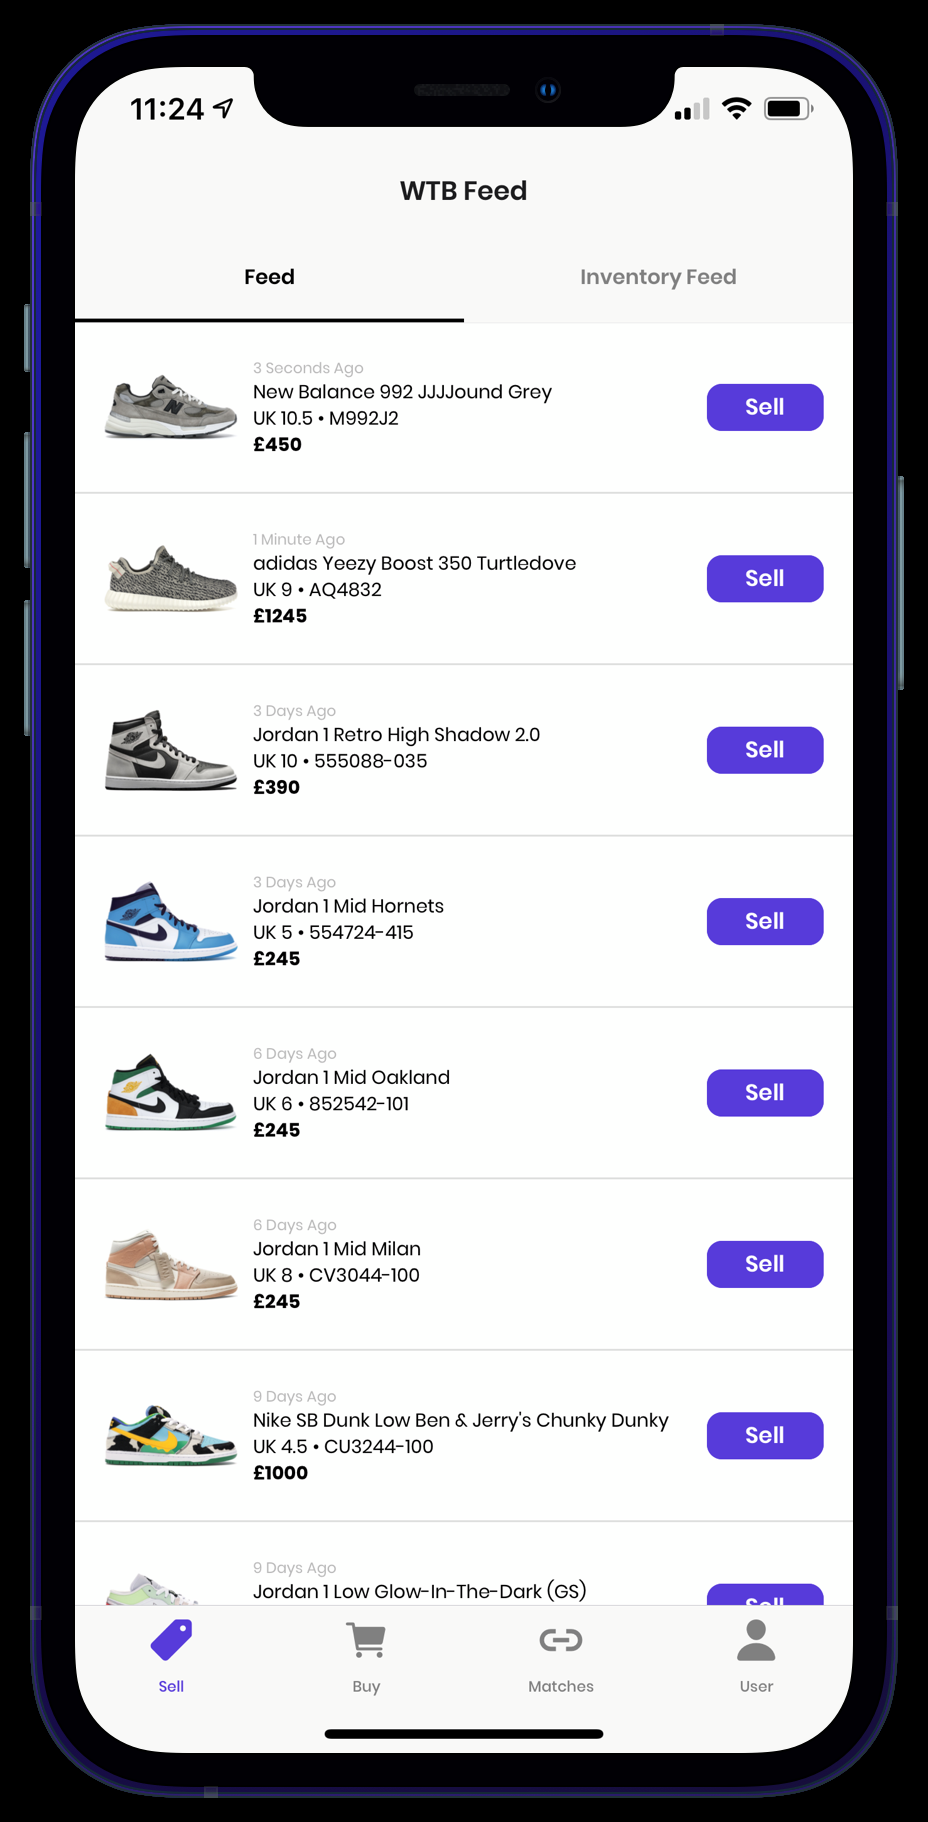 11:24
WTB Feed
Feed
Inventory Feed
3 Seconds Ago
New Balance 992 JJJJound Grey
UK 10.5 • M992J2
£450
Sell
1 Minute Ago
adidas Yeezy Boost 350 Turtledove
UK 9 • AQ4832
£1245
Sell
3 Days Ago
Jordan 1 Retro High Shadow 2.0
UK 10 • 555088-035
£390
Sell
3 Days Ago
Jordan 1 Mid Hornets
UK 5 • 554724-415
£245
Sell
6 Days Ago
Jordan 1 Mid Oakland
UK 6 • 852542-101
£245
Sell
6 Days Ago
Jordan 1 Mid Milan
UK 8 • CV3044-100
£245
Sell
9 Days Ago
Nike SB Dunk Low Ben & Jerry's Chunky Dunky
UK 4.5 • CU3244-100
£1000
Sell
9 Days Ago
Jordan 1 Low Glow-In-The-Dark (GS)
Sell
Sell
Buy
Matches
User